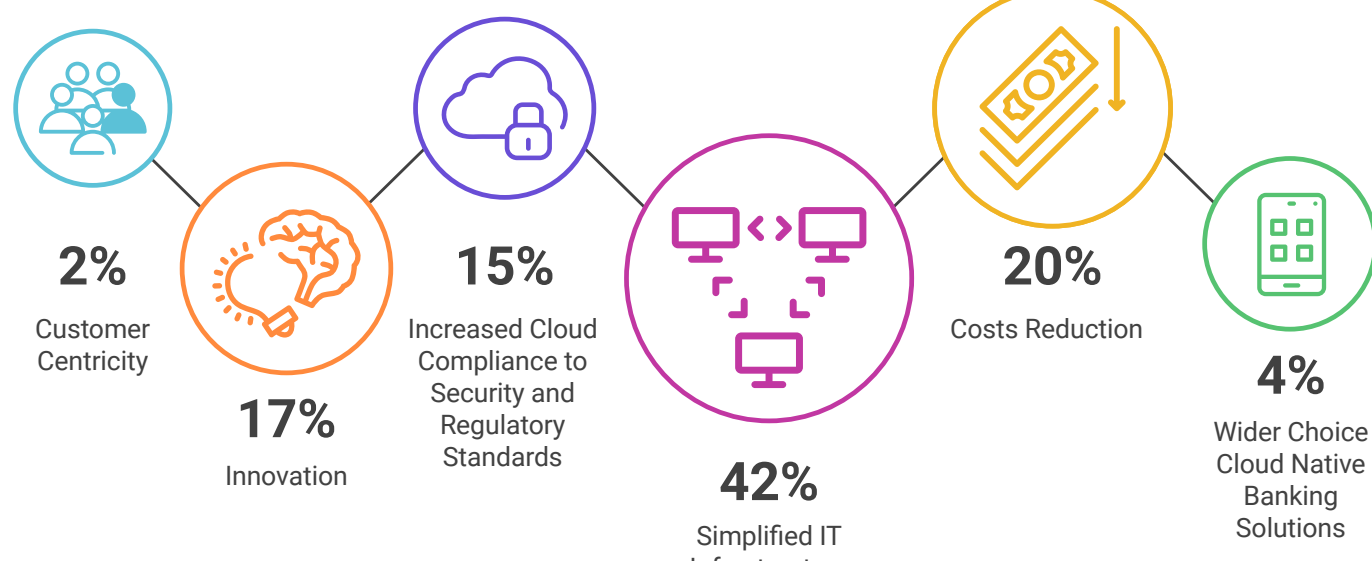 2%
Customer
Centricity
17%
Innovation
15%
Increased Cloud
Compliance to
Security and
Regulatory
Standards
42%
Simplified IT
20%
Costs Reduction
4%
Wider Choice
Cloud Native
Banking
Solutions